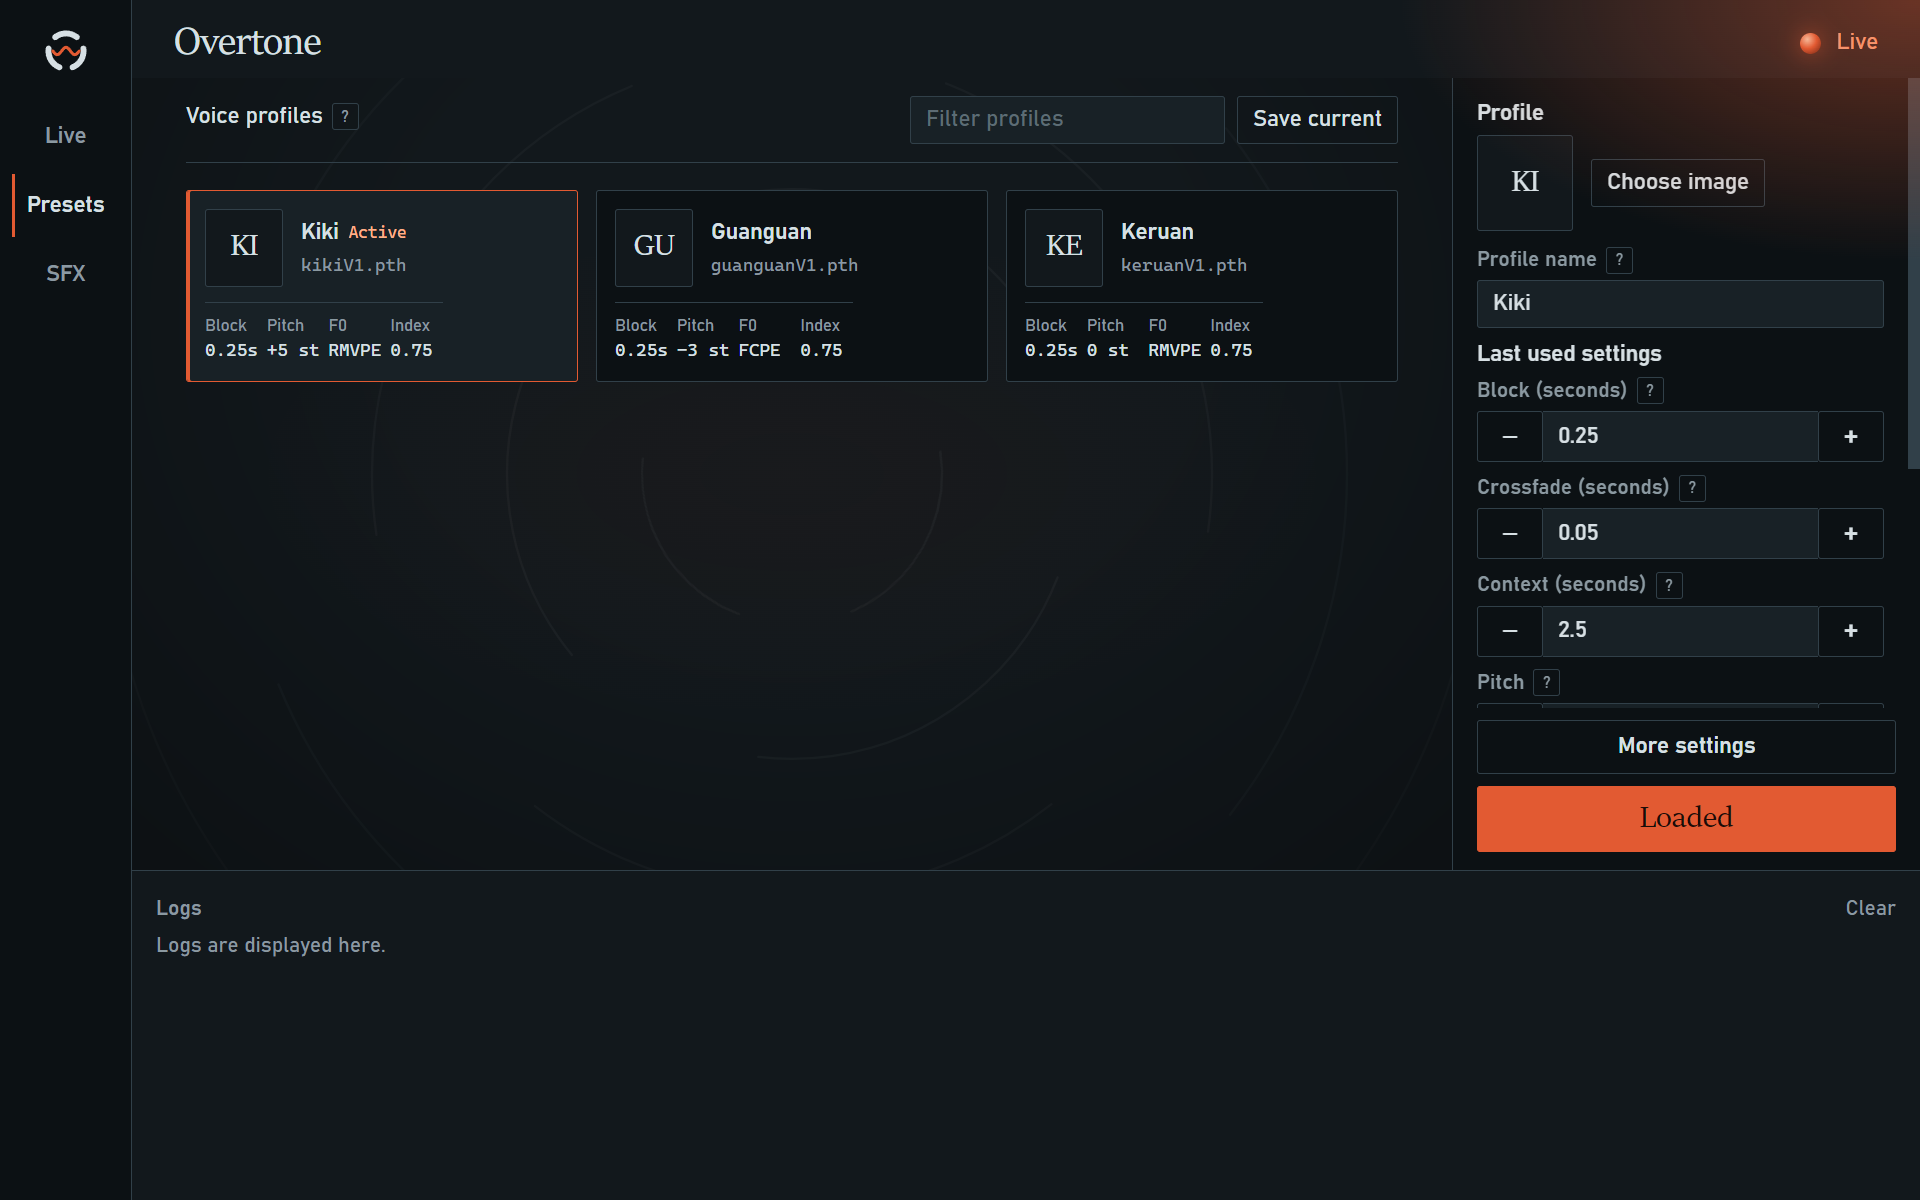 Overtone
Live
Live
Presets
SFX
Voice profiles ?
Filter profiles
Save current
KI
Kiki Active
kikiV1.pth
Block Pitch F0 Index
0.25s +5 st RMVPE 0.75
GU
Guanguan
guanguanV1.pth
Block Pitch F0 Index
0.25s −3 st FCPE 0.75
KE
Keruan
keruanV1.pth
Block Pitch F0 Index
0.25s 0 st RMVPE 0.75
Profile
KI
Choose image
Profile name ?
Kiki
Last used settings
Block (seconds) ?
− 0.25 +
Crossfade (seconds) ?
− 0.05 +
Context (seconds) ?
− 2.5 +
Pitch ?
More settings
Loaded
Logs
Clear
Logs are displayed here.